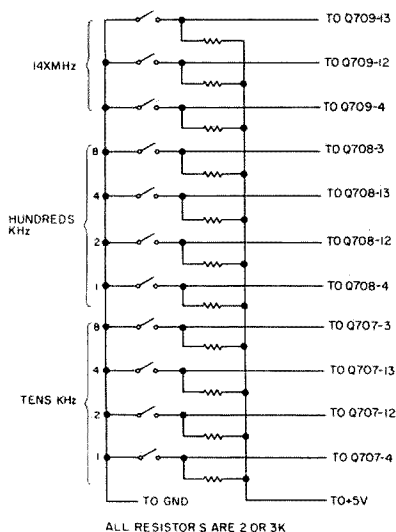 TO Q709-13
14XMHz
TO Q709-12
TO Q709-4
8
TO Q708-3
4
TO Q708-13
HUNDREDS
KHz
2
TO Q708-12
1
TO Q708-4
8
TO Q707-3
4
TO Q707-13
TENS KHz
2
TO Q707-12
1
TO Q707-4
TO GND
TO+5V
ALL RESISTORS ARE 2 OR 3K